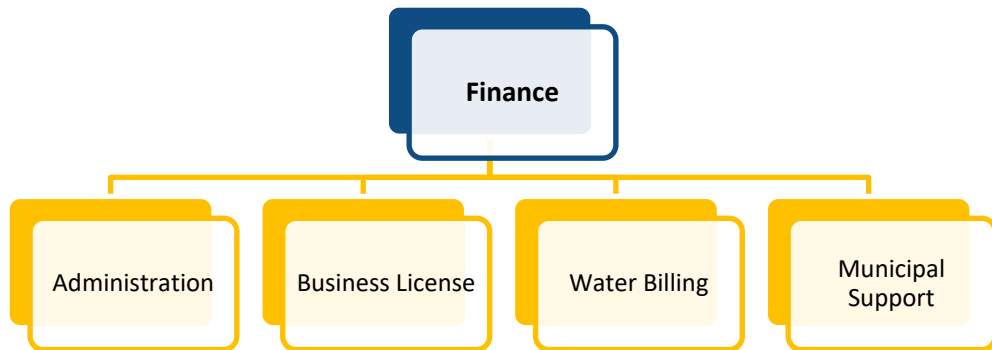 Finance
Administration
Business License
Water Billing
Municipal
Support